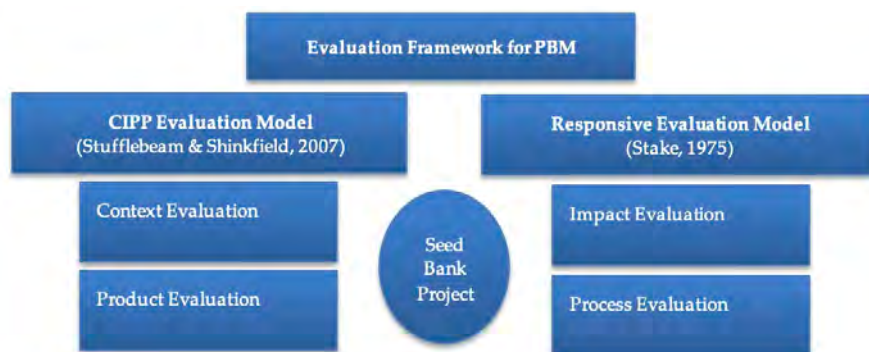 Evaluation Framework for PBM
CIPP Evaluation Model
(Stufflebeam & Shinkfield, 2007)
Responsive Evaluation Model
(Stake, 1975)
Context Evaluation
Product Evaluation
Seed
Bank
Project
Impact Evaluation
Process Evaluation